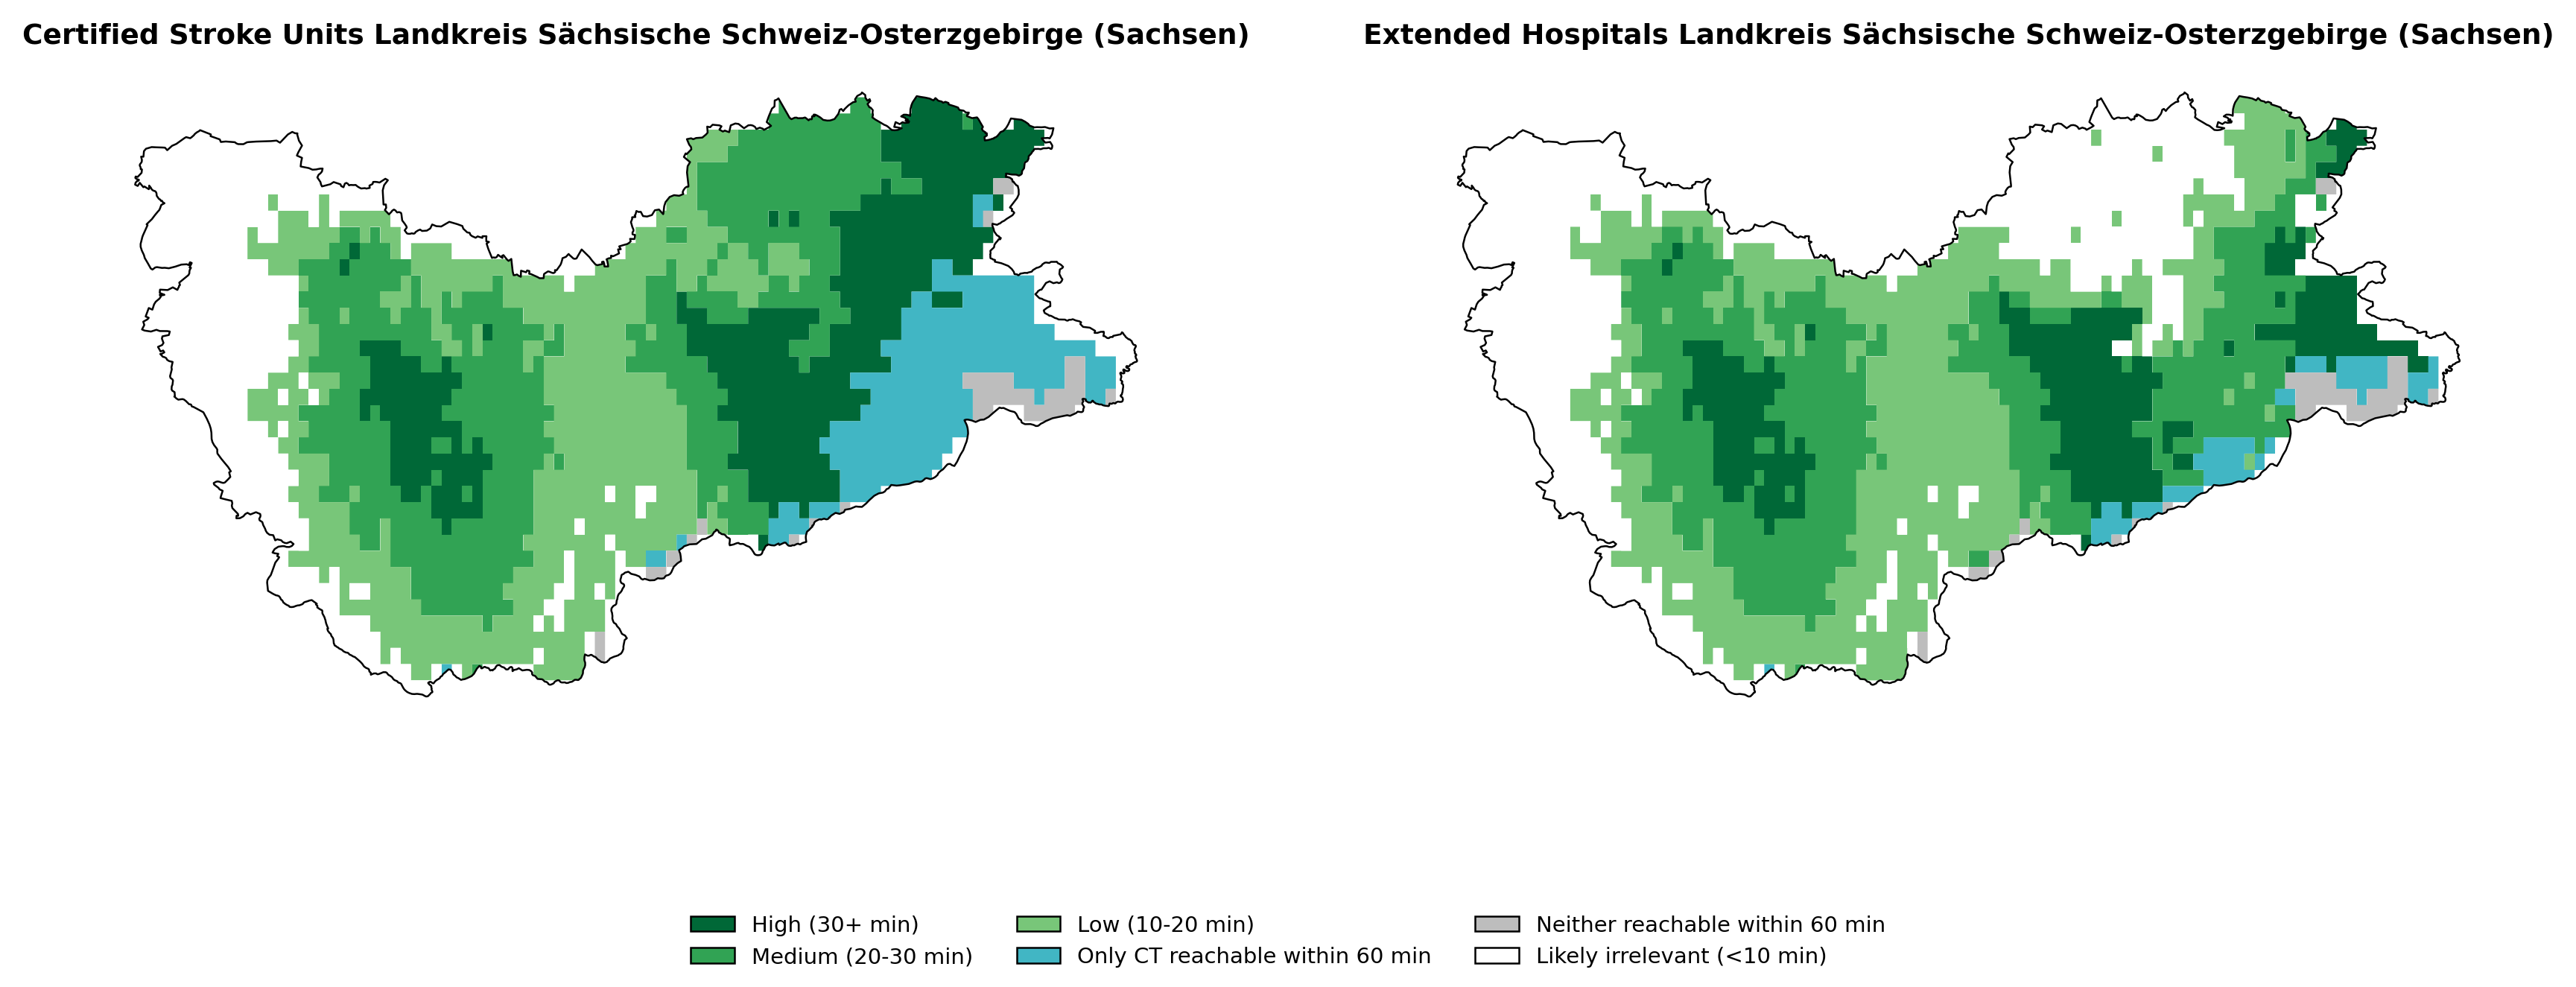 Certified Stroke Units Landkreis Sächsische Schweiz-Osterzgebirge (Sachsen)
Extended Hospitals Landkreis Sächsische Schweiz-Osterzgebirge (Sachsen)
High (30+ min)
Medium (20-30 min)
Low (10-20 min)
Only CT reachable within 60 min
Neither reachable within 60 min
Likely irrelevant (<10 min)